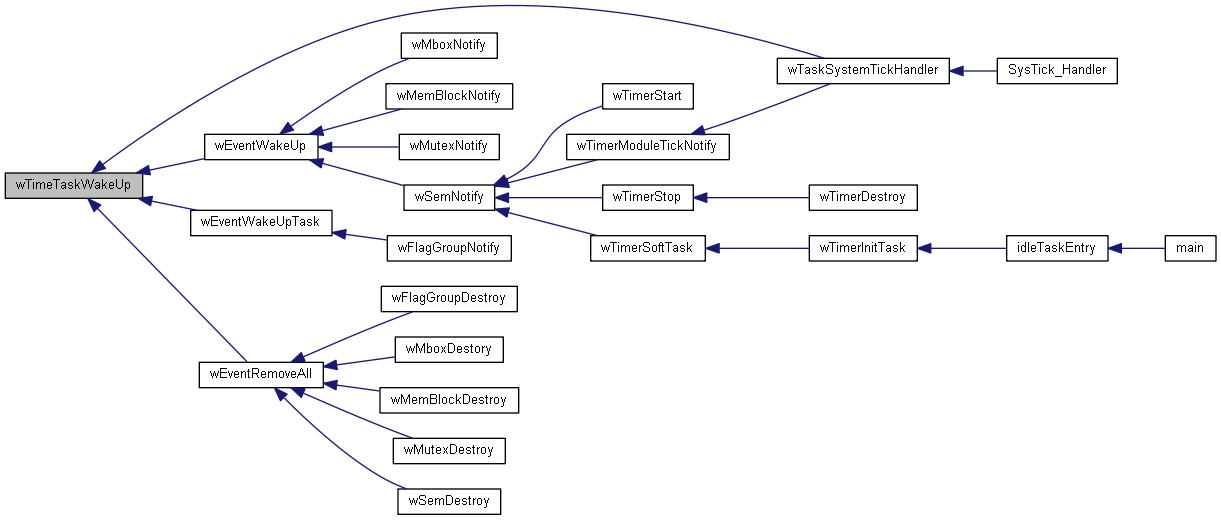 wTimeTaskWakeUp
wEventWakeUp
wMboxNotify
wMemBlockNotify
wMutexNotify
wSemNotify
wTimerStart
wTimerModuleTickNotify
wTaskSystemTickHandler
SysTick_Handler
wTimerStop
wTimerDestroy
wTimerSoftTask
wTimerInitTask
idleTaskEntry
main
wEventWakeUpTask
wFlagGroupNotify
wEventRemoveAll
wFlagGroupDestroy
wMboxDestory
wMemBlockDestroy
wMutexDestroy
wSemDestroy